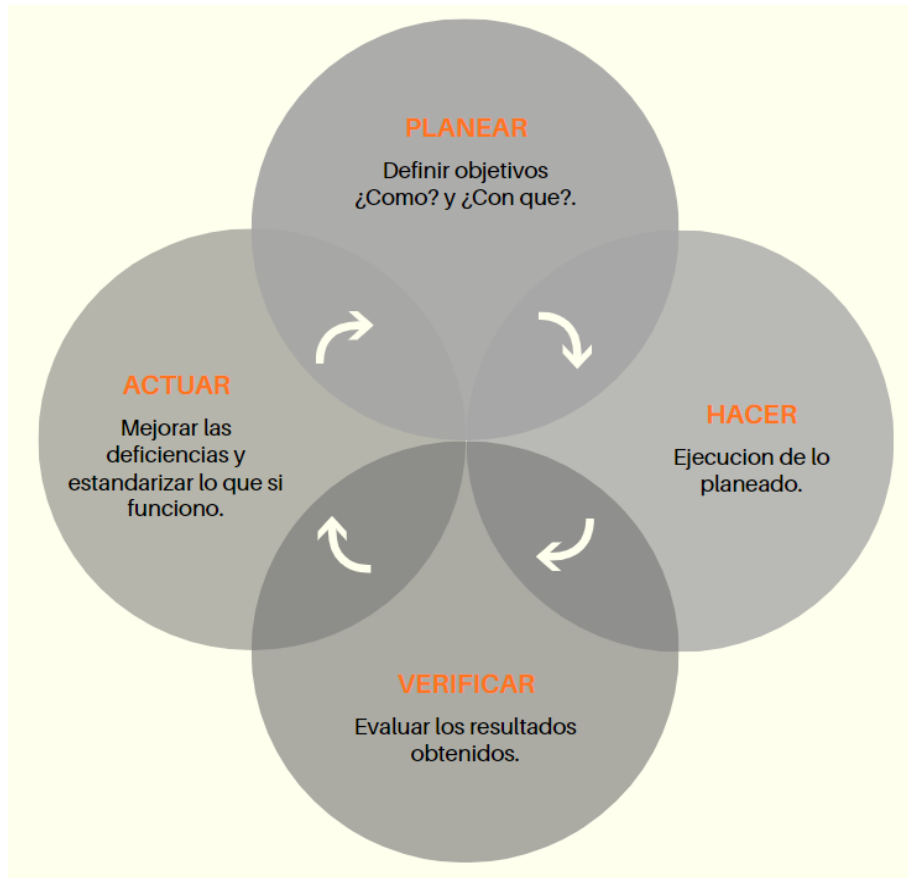 PLANEAR
Definir objetivos
¿Como? y ¿Con que?.
ACTUAR
Mejorar las
deficiencias y
estandarizar lo que si
funciono.
HACER
Ejecucion de lo
planeado.
VERIFICAR
Evaluar los resultados
obtenidos.